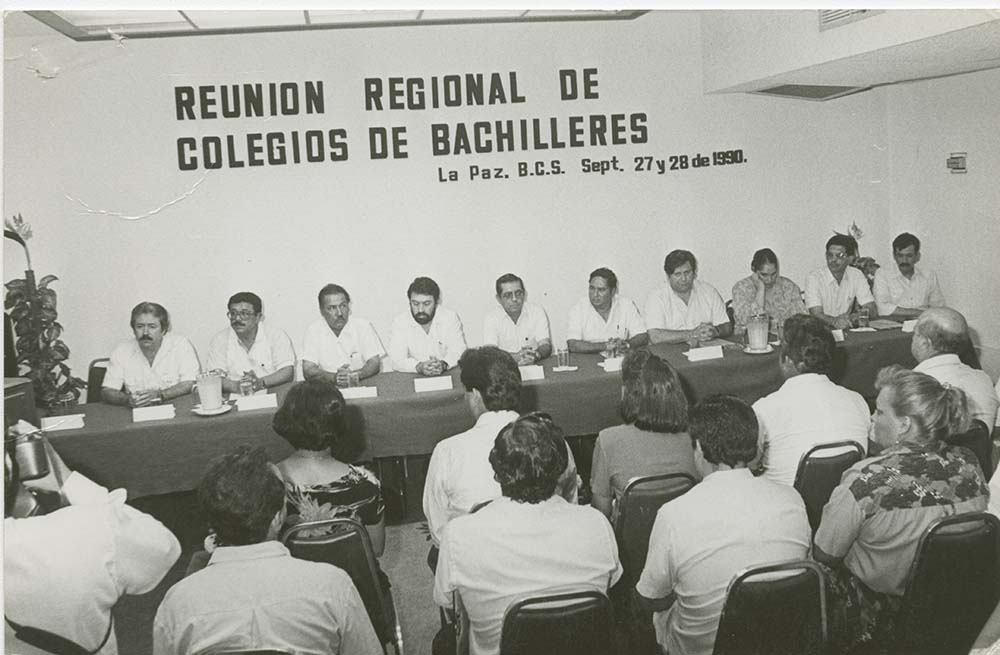 REUNION REGIONAL DE
COLEGIOS DE BACHILLERES
La Paz, B.C.S. Sept. 27 y 28 de 1990.